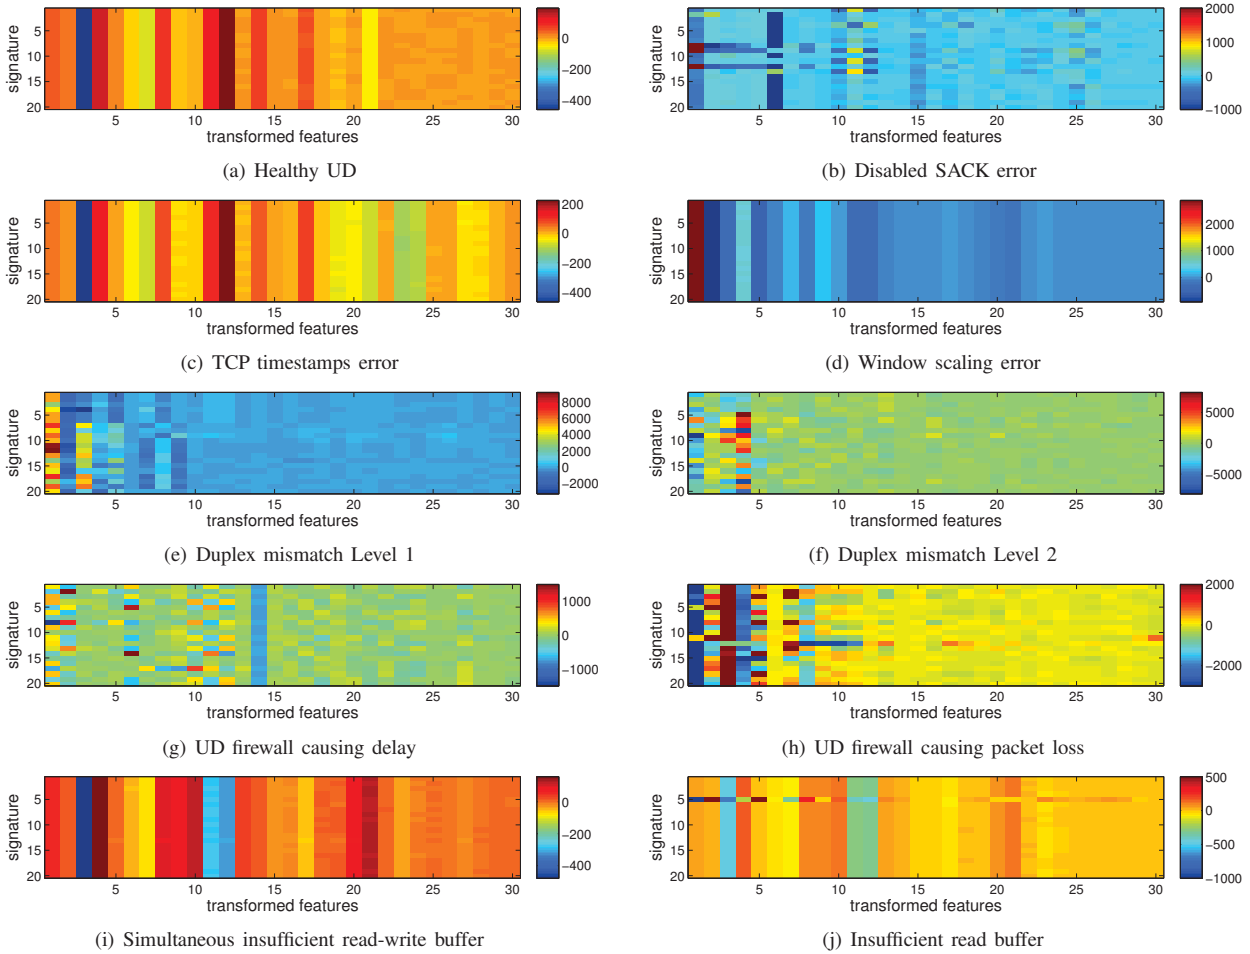 signature
5
10
15
20
5 10 15 20 25 30
transformed features
0
−200
−400
(a) Healthy UD
signature
5
10
15
20
5 10 15 20 25 30
transformed features
2000
1000
0
−1000
(b) Disabled SACK error
signature
5
10
15
20
5 10 15 20 25 30
transformed features
200
0
−200
−400
(c) TCP timestamps error
signature
5
10
15
20
5 10 15 20 25 30
transformed features
2000
1000
0
(d) Window scaling error
signature
5
10
15
20
5 10 15 20 25 30
transformed features
8000
6000
4000
2000
0
−2000
(e) Duplex mismatch Level 1
signature
5
10
15
20
5 10 15 20 25 30
transformed features
5000
0
−5000
(f) Duplex mismatch Level 2
signature
5
10
15
20
5 10 15 20 25 30
transformed features
1000
0
−1000
(g) UD firewall causing delay
signature
5
10
15
20
5 10 15 20 25 30
transformed features
2000
0
−2000
(h) UD firewall causing packet loss
signature
5
10
15
20
5 10 15 20 25 30
transformed features
0
−200
−400
(i) Simultaneous insufficient read-write buffer
signature
5
10
15
20
5 10 15 20 25 30
transformed features
500
0
−500
−1000
(j) Insufficient read buffer